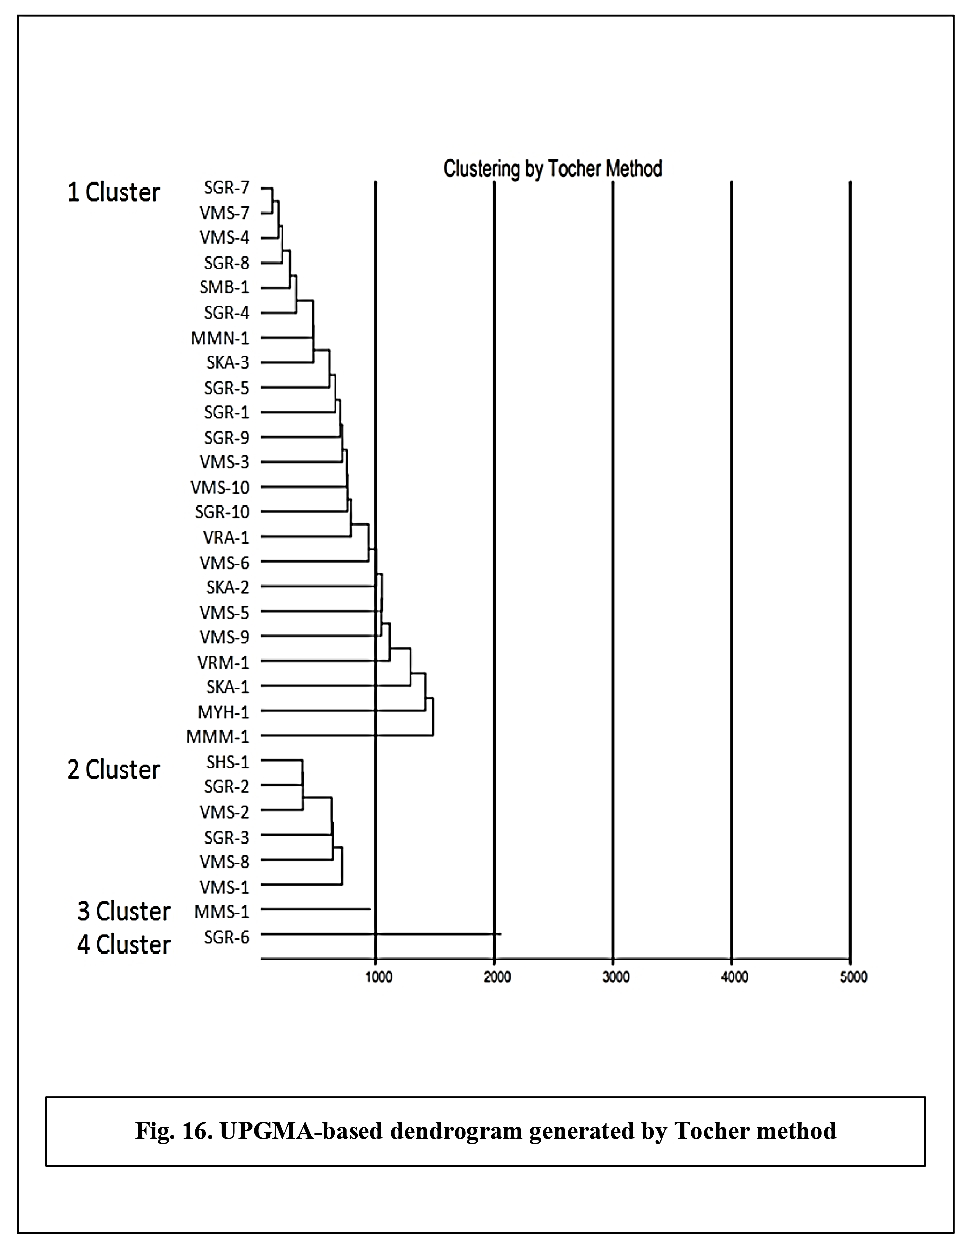 Clustering by Tocher Method
1 Cluster
SGR-7
VMS-7
VMS-4
SGR-8
SMB-1
SGR-4
MMN-1
SKA-3
SGR-5
SGR-1
SGR-9
VMS-3
VMS-10
SGR-10
VRA-1
VMS-6
SKA-2
VMS-5
VMS-9
VRM-1
SKA-1
MYH-1
MMM-1
2 Cluster
SHS-1
SGR-2
VMS-2
SGR-3
VMS-8
VMS-1
3 Cluster
MMS-1
4 Cluster
SGR-6
1000 2000 3000 4000 5000
Fig. 16. UPGMA-based dendrogram generated by Tocher method